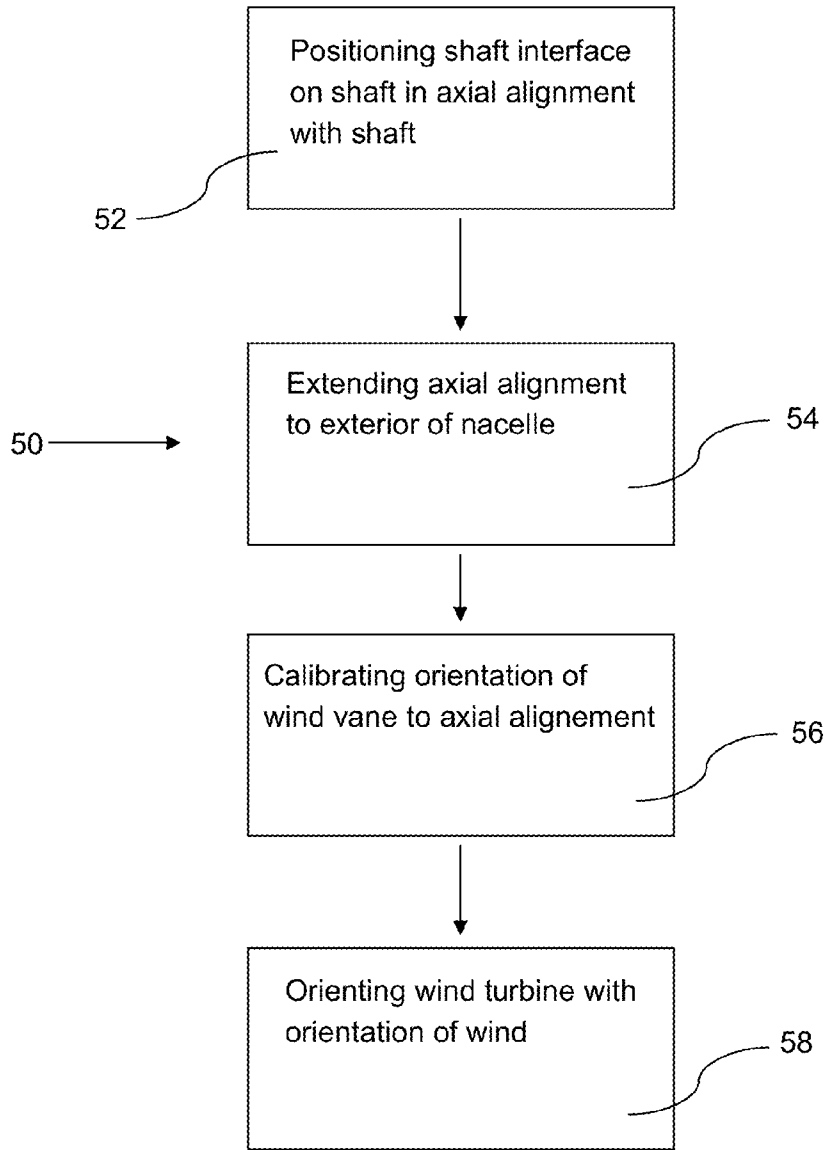 Positioning shaft interface
on shaft in axial alignment
with shaft
52
Extending axial alignment
to exterior of nacelle
54
50
Calibrating orientation of
wind vane to axial alignement
56
Orienting wind turbine with
orientation of wind
58